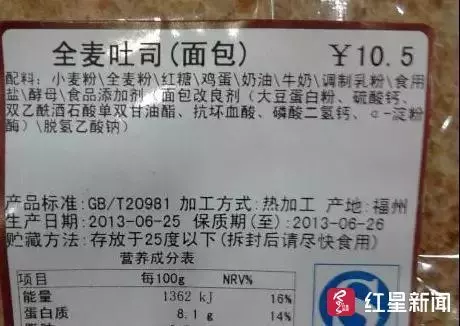 全麦吐司(面包)
￥10.5
配料:小麦粉\全麦粉\红糖\鸡蛋\奶油\牛奶\调制乳粉\食用
盐\酵母\食品添加剂(面包改良剂(大豆蛋白粉、硫酸钙、
双乙酰酒石酸单双甘油酯、抗坏血酸、磷酸二氢钙、α-淀粉
酶)\脱氢乙酸钠)
产品标准:GB/T20981 加工方式:热加工 产地:福州
生产日期:2013-06-25 保质期(至):2013-06-26
贮藏方法:存放于25度以下(拆封后请尽快食用)
营养成分表
项目 每100g NRV%
能量 1362 kJ 16%
蛋白质 8.1 g 14%
红星新闻